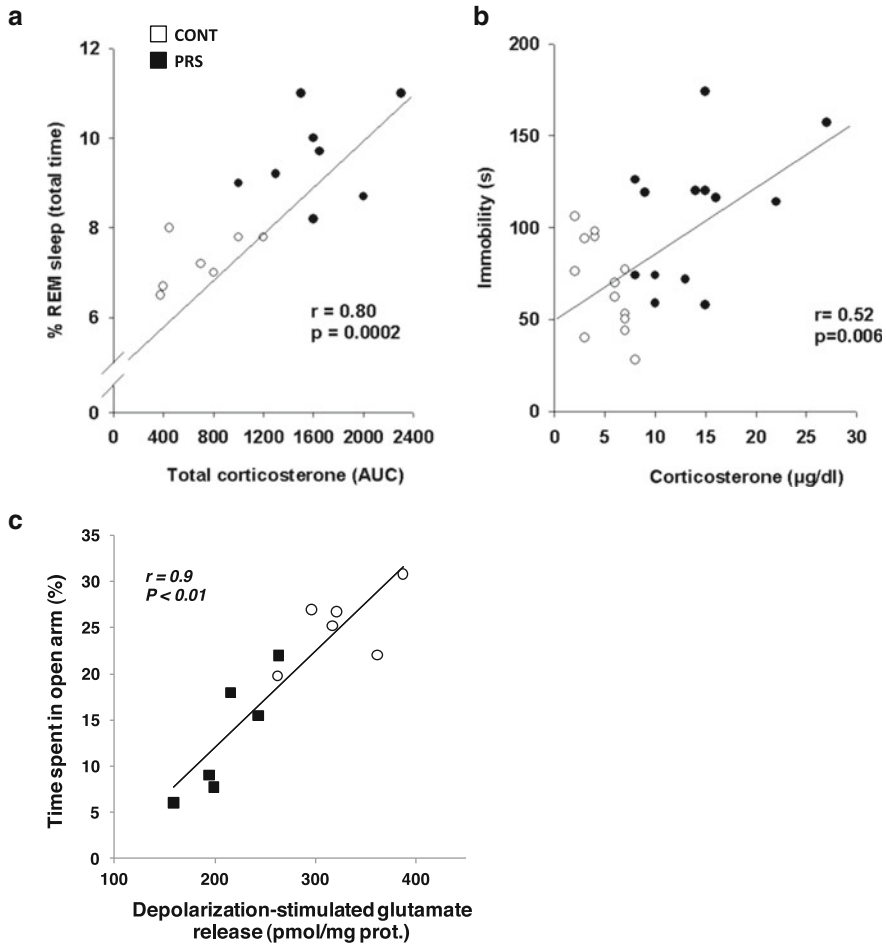 a
CONT
PRS
12
10
8
6
0
% REM sleep (total time)
r = 0.80
p = 0.0002
0 400 800 1200 1600 2000 2400
Total corticosterone (AUC)
b
200
150
100
50
0
Immobility (s)
r= 0.52
p=0.006
0 5 10 15 20 25 30
Corticosterone (µg/dl)
c
35
30
25
20
15
10
5
0
Time spent in open arm (%)
r = 0.9
P < 0.01
100 200 300 400
Depolarization-stimulated glutamate
release (pmol/mg prot.)